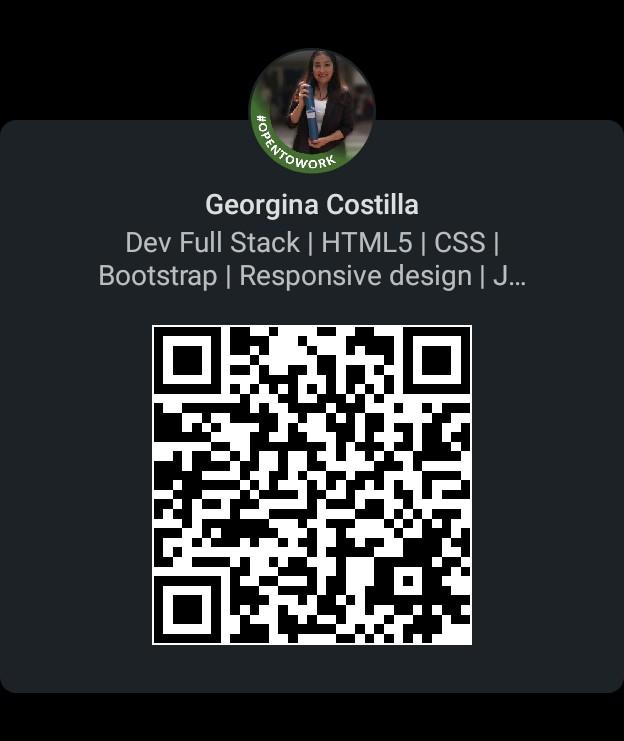 #OPENTOWORK
Georgina Costilla
Dev Full Stack | HTML5 | CSS |
Bootstrap | Responsive design | J…